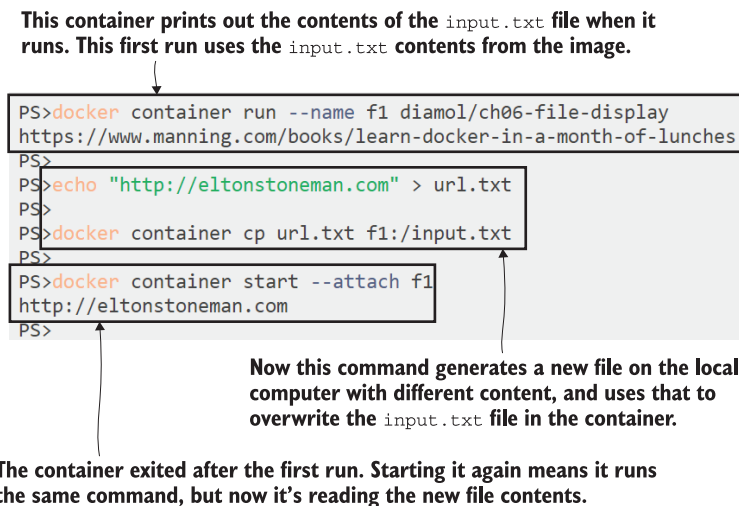 This container prints out the contents of the input.txt file when it
runs. This first run uses the input.txt contents from the image.
PS>docker container run --name f1 diamol/ch06-file-display
https://www.manning.com/books/learn-docker-in-a-month-of-lunches
PS>
PS>echo "http://eltonstoneman.com" > url.txt
PS>
PS>docker container cp url.txt f1:/input.txt
PS>
PS>docker container start --attach f1
http://eltonstoneman.com
PS>
Now this command generates a new file on the local
computer with different content, and uses that to
overwrite the input.txt file in the container.
The container exited after the first run. Starting it again means it runs
the same command, but now it's reading the new file contents.